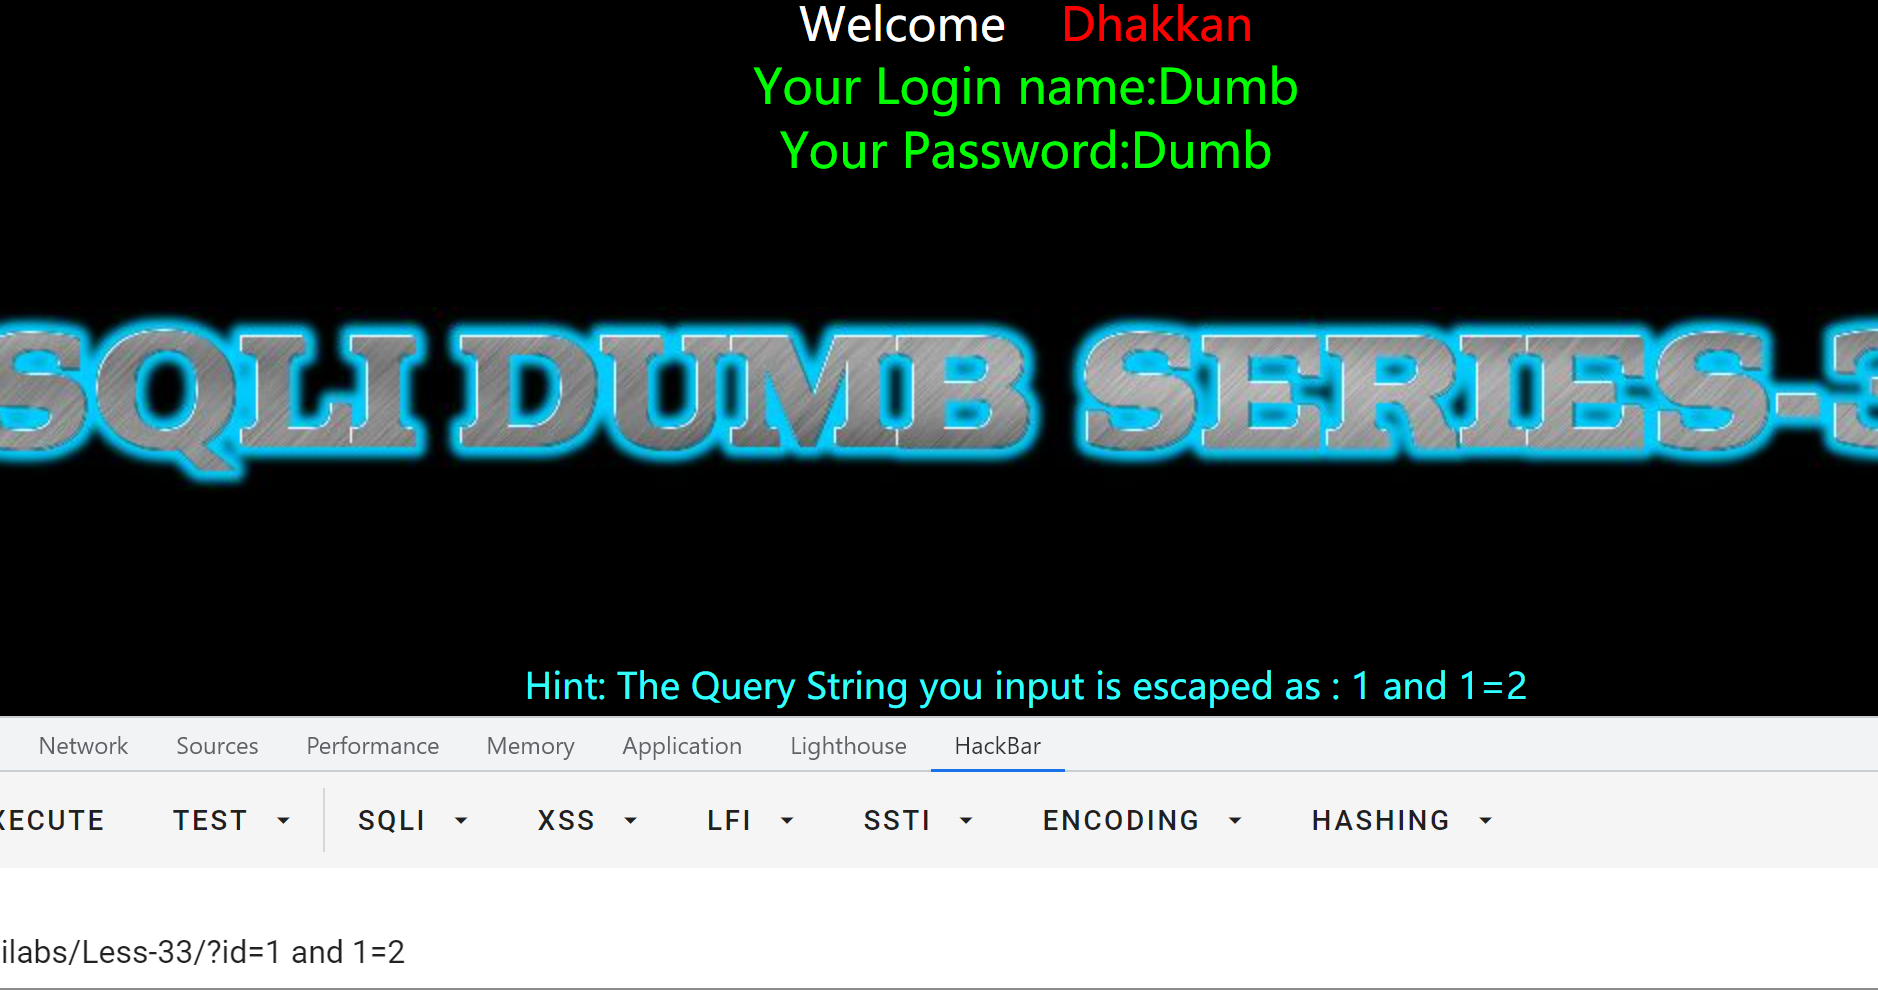 Welcome Dhakkan
Your Login name:Dumb
Your Password:Dumb
SQLI DUMB SERIES-3
Hint: The Query String you input is escaped as : 1 and 1=2
Network Sources Performance Memory Application Lighthouse HackBar
XECUTE TEST SQLI XSS LFI SSTI ENCODING HASHING
ilabs/Less-33/?id=1 and 1=2